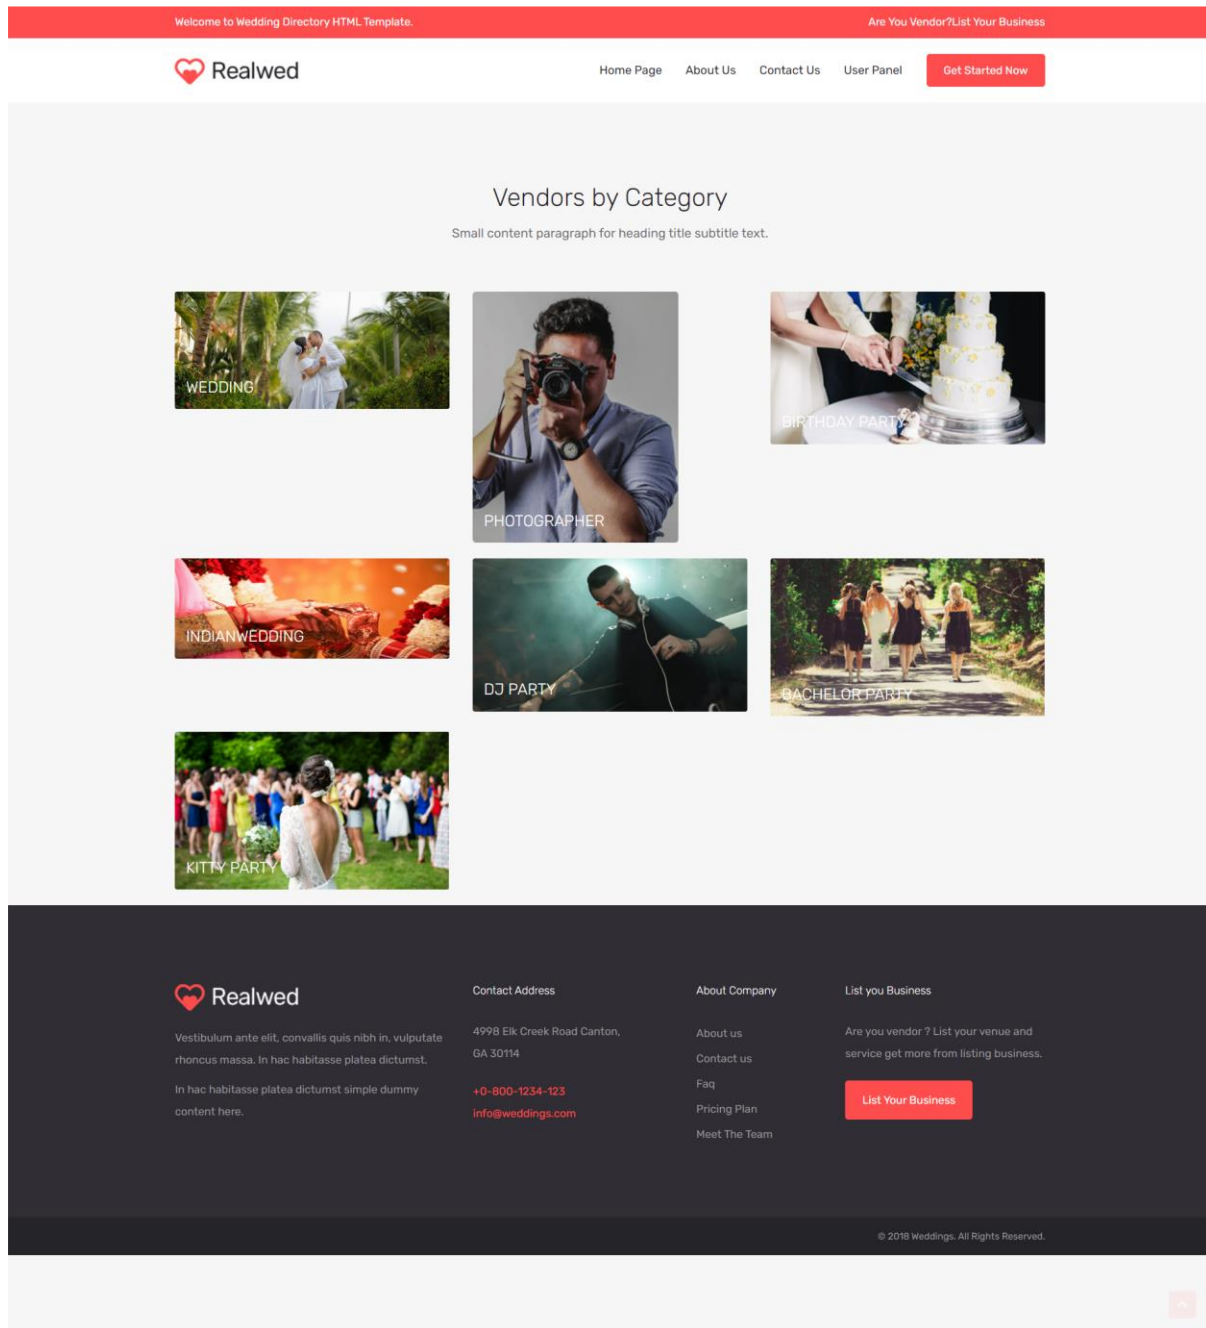 Welcome to Wedding Directory HTML Template.
Are You Vendor?List Your Business
Realwed
Home Page
About Us
Contact Us
User Panel
Get Started Now
Vendors by Category
Small content paragraph for heading title subtitle text.
WEDDING
PHOTOGRAPHER
BIRTHDAY PARTY
INDIANWEDDING
DJ PARTY
BACHELOR PARTY
KITTY PARTY
Realwed
Vestibulum ante elit, convallis quis nibh in, vulputate
rhoncus massa. In hac habitasse platea dictumst.
In hac habitasse platea dictumst simple dummy
content here.
Contact Address
4998 Elk Creek Road Canton,
GA 30114
+0-800-1234-123
info@weddings.com
About Company
About us
Contact us
Faq
Pricing Plan
Meet The Team
List you Business
Are you vendor ? List your venue and
service get more from listing business.
List Your Business
© 2018 Weddings. All Rights Reserved.